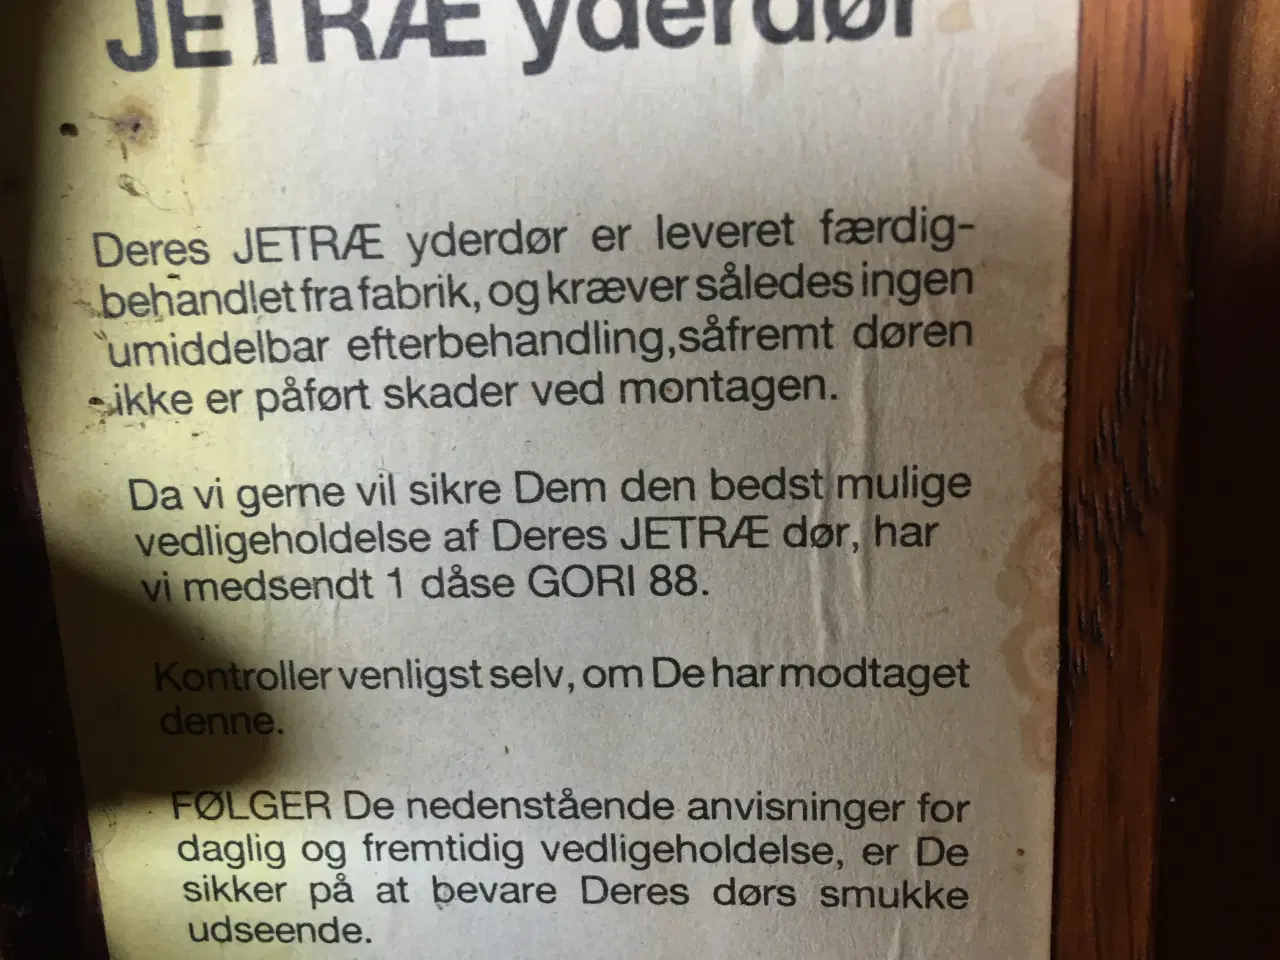 JETRÆ yderdør
Deres JETRÆ yderdør er leveret færdig-
behandlet fra fabrik, og kræver således ingen
umiddelbar efterbehandling, såfremt døren
ikke er påført skader ved montagen.
Da vi gerne vil sikre Dem den bedst mulige
vedligeholdelse af Deres JETRÆ dør, har
vi medsendt 1 dåse GORI 88.
Kontroller venligst selv, om De har modtaget
denne.
FØLGER De nedenstående anvisninger for
daglig og fremtidig vedligeholdelse, er De
sikker på at bevare Deres dørs smukke
udseende.